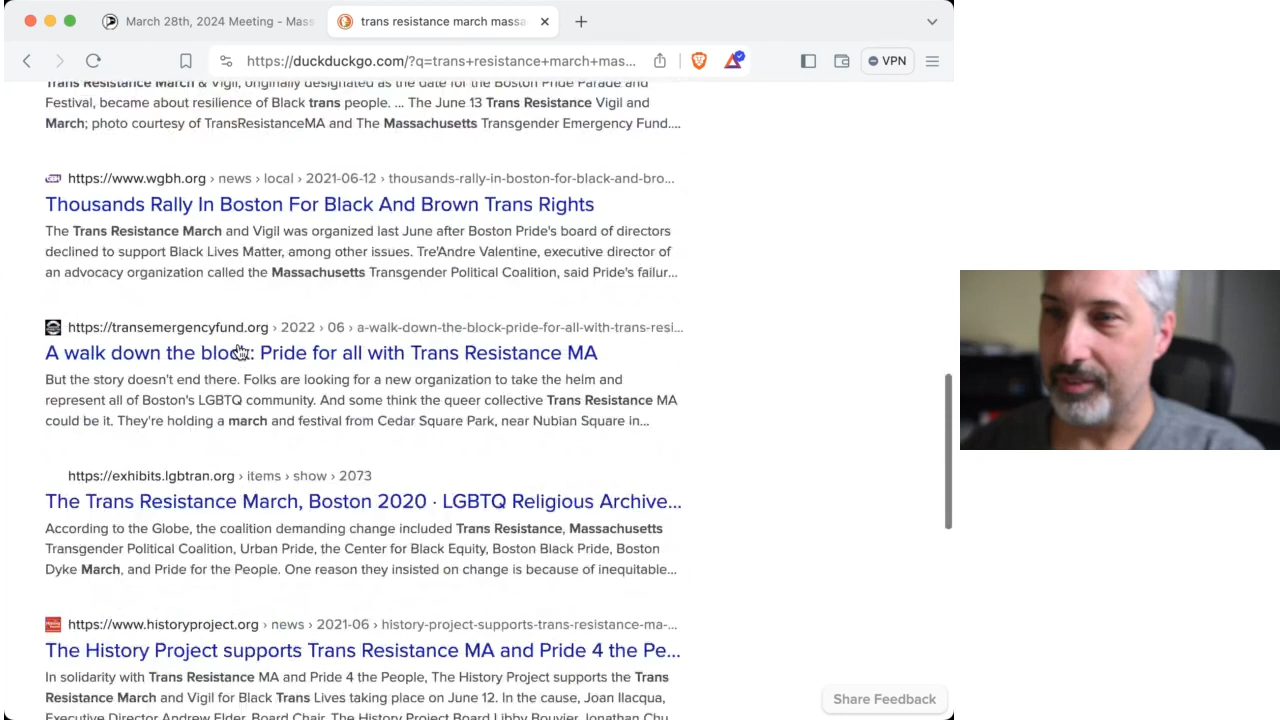 March 28th, 2024 Meeting - Mass
trans resistance march massa
https://duckduckgo.com/?q=trans+resistance+march+mas...
VPN
Trans Resistance March & Vigil, originally designated as the date for the Boston Pride Parade and
Festival, became about resilience of Black trans people. ... The June 13 Trans Resistance Vigil and
March; photo courtesy of TransResistanceMA and The Massachusetts Transgender Emergency Fund....
https://www.wgbh.org › news › local › 2021-06-12 › thousands-rally-in-boston-for-black-and-bro...
Thousands Rally In Boston For Black And Brown Trans Rights
The Trans Resistance March and Vigil was organized last June after Boston Pride's board of directors
declined to support Black Lives Matter, among other issues. Tre'Andre Valentine, executive director of
an advocacy organization called the Massachusetts Transgender Political Coalition, said Pride's failur...
https://transemergencyfund.org › 2022 › 06 › a-walk-down-the-block-pride-for-all-with-trans-resi...
A walk down the block: Pride for all with Trans Resistance MA
But the story doesn't end there. Folks are looking for a new organization to take the helm and
represent all of Boston's LGBTQ community. And some think the queer collective Trans Resistance MA
could be it. They're holding a march and festival from Cedar Square Park, near Nubian Square in...
https://exhibits.lgbtran.org › items › show › 2073
The Trans Resistance March, Boston 2020 · LGBTQ Religious Archive...
According to the Globe, the coalition demanding change included Trans Resistance, Massachusetts
Transgender Political Coalition, Urban Pride, the Center for Black Equity, Boston Black Pride, Boston
Dyke March, and Pride for the People. One reason they insisted on change is because of inequitable...
https://www.historyproject.org › news › 2021-06 › history-project-supports-trans-resistance-ma-...
The History Project supports Trans Resistance MA and Pride 4 the Pe...
In solidarity with Trans Resistance MA and Pride 4 the People, The History Project supports the Trans
Resistance March and Vigil for Black Trans Lives taking place on June 12. In the cause, Joan Ilacqua,
Executive Director Andrew Elder, Board Chair, The History Project Board Libby Bouvier, Jonathan Chu
Share Feedback